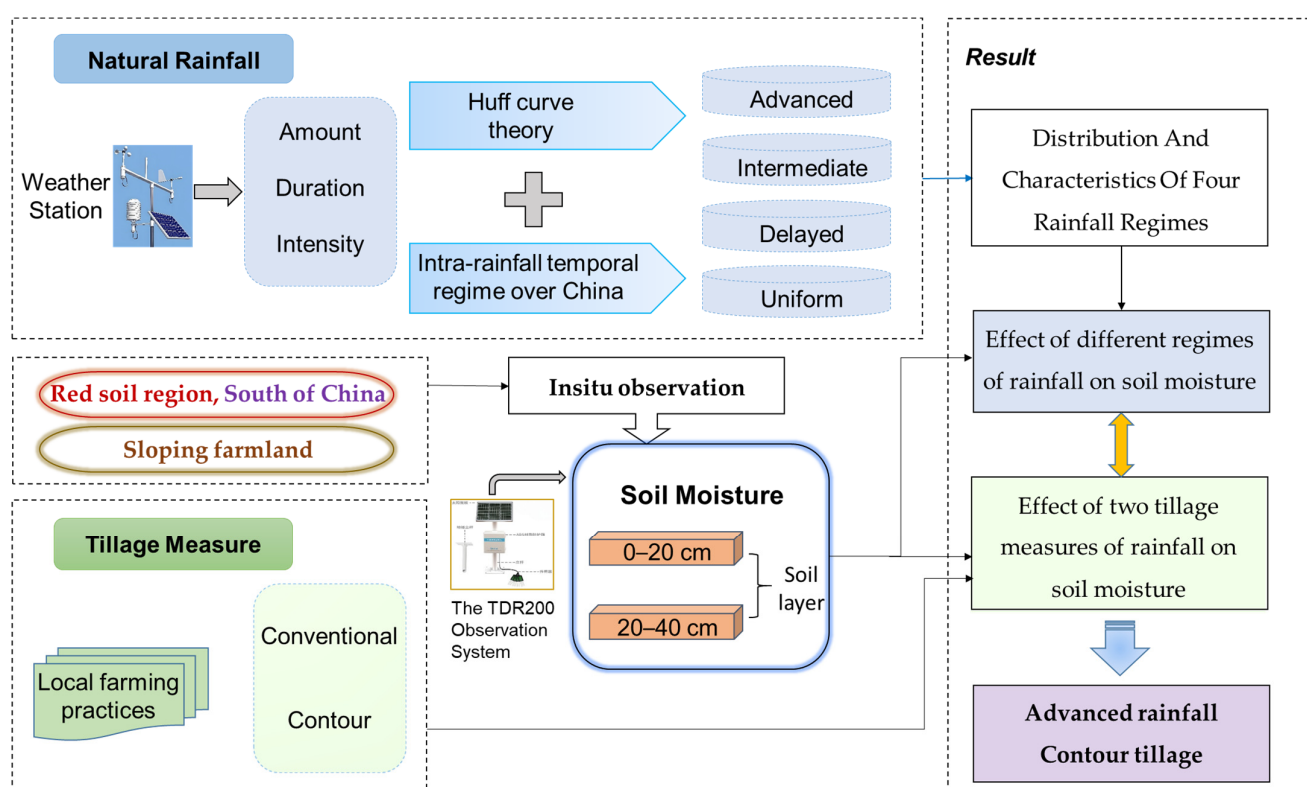 Natural Rainfall
Weather
Station
Amount
Duration
Intensity
Huff curve
theory
Intra-rainfall temporal
regime over China
Advanced
Intermediate
Delayed
Uniform
Result
Distribution And
Characteristics Of Four
Rainfall Regimes
Effect of different regimes
of rainfall on soil moisture
Effect of two tillage
measures of rainfall on
soil moisture
Advanced rainfall
Contour tillage
Red soil region, South of China
Sloping farmland
Insitu observation
The TDR200
Observation
System
Soil Moisture
0–20 cm
20–40 cm
Soil
layer
Tillage Measure
Local farming
practices
Conventional
Contour